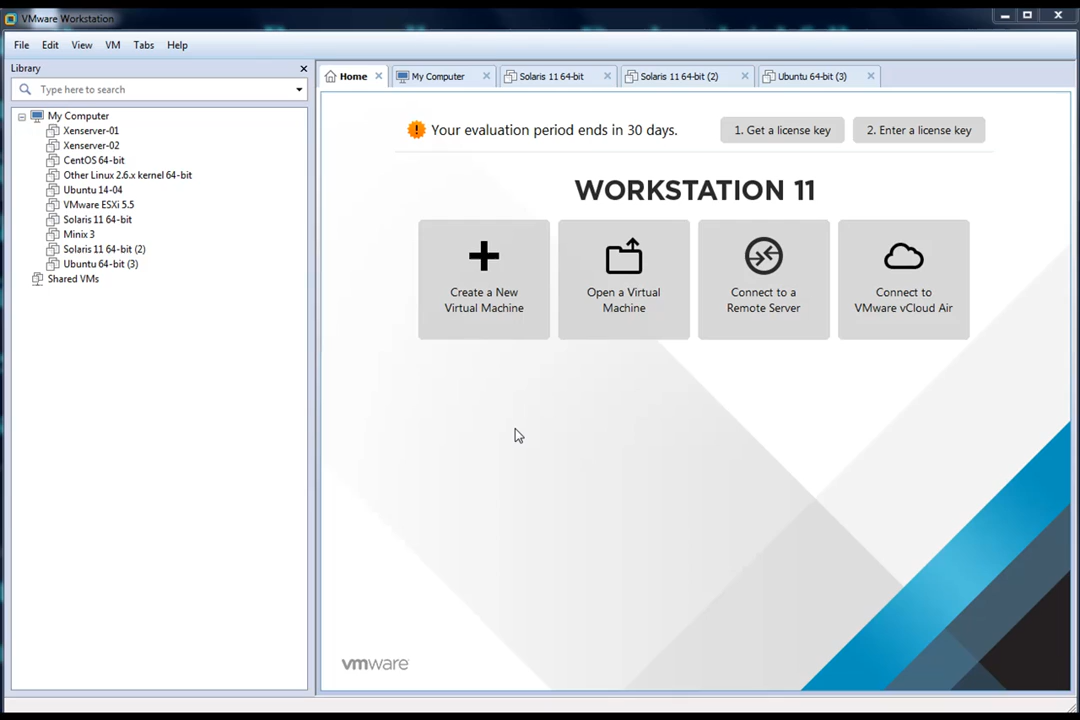 VMware Workstation
File Edit View VM Tabs Help
Library
Type here to search
My Computer
Xenserver-01
Xenserver-02
CentOS 64-bit
Other Linux 2.6.x kernel 64-bit
Ubuntu 14-04
VMware ESXi 5.5
Solaris 11 64-bit
Minix 3
Solaris 11 64-bit (2)
Ubuntu 64-bit (3)
Shared VMs
Home My Computer Solaris 11 64-bit Solaris 11 64-bit (2) Ubuntu 64-bit (3)
Your evaluation period ends in 30 days. 1. Get a license key 2. Enter a license key
WORKSTATION 11
Create a New
Virtual Machine
Open a Virtual
Machine
Connect to a
Remote Server
Connect to
VMware vCloud Air
vmware